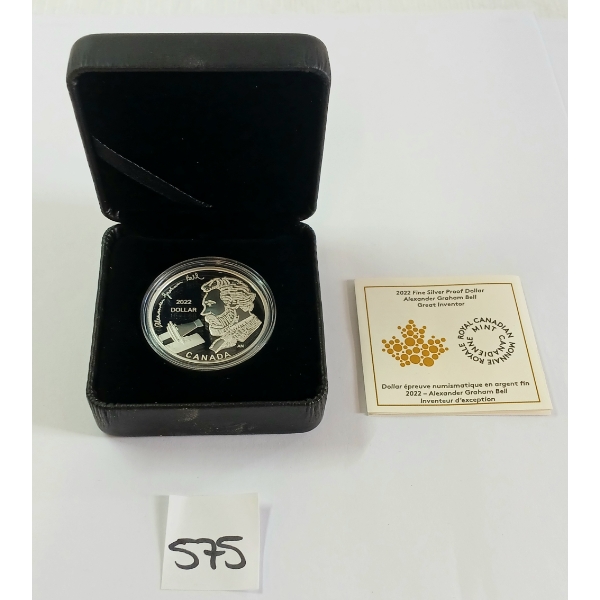 Alexander Graham Bell
2022
DOLLAR
CANADA
2022 Fine Silver Proof Dollar
Alexander Graham Bell
Great Inventor
ROYAL CANADIAN MINT
MONNAIE ROYALE CANADIENNE
Dollar épreuve numismatique en argent fin
2022 – Alexander Graham Bell
Inventeur d'exception
575